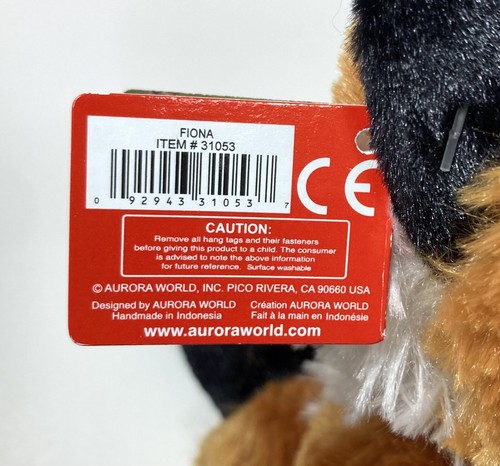 FIONA
ITEM # 31053
0 92943 31053 7
CE
CAUTION:
Remove all hang tags and their fasteners
before giving this product to a child. The consumer
is advised to note the above information
for future reference. Surface washable
© AURORA WORLD, INC. PICO RIVERA, CA 90660 USA
Designed by AURORA WORLD Création AURORA WORLD
Handmade in Indonesia Fait à la main en Indonésie
www.auroraworld.com